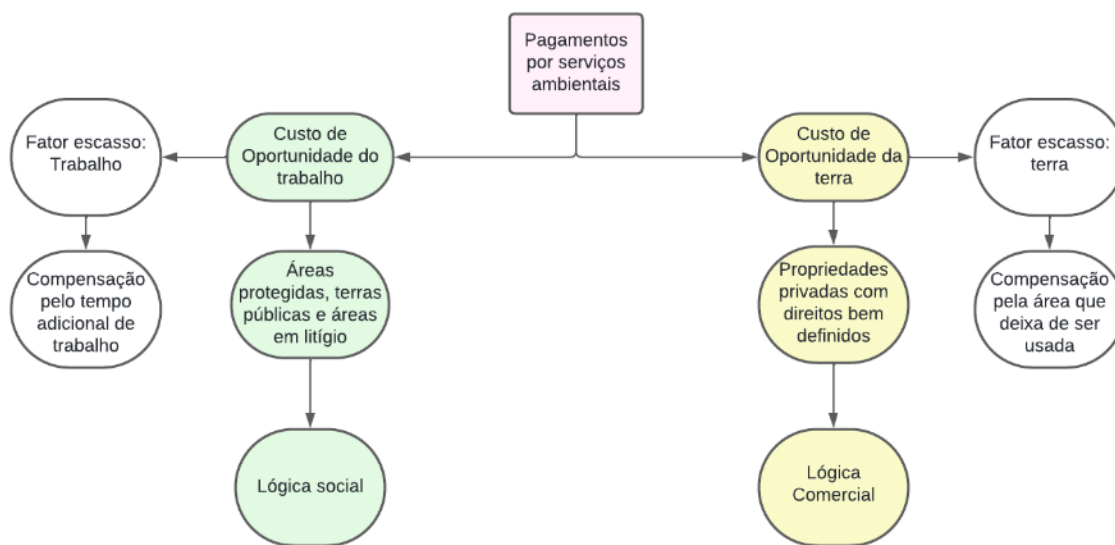 Pagamentos
por serviços
ambientais
Fator escasso:
Trabalho
Custo de
Oportunidade do
trabalho
Custo de
Oportunidade da
terra
Fator escasso:
terra
Compensação
pelo tempo
adicional de
trabalho
Áreas
protegidas, terras
públicas e áreas
em litígio
Propriedades
privadas com
direitos bem
definidos
Compensação
pela área que
deixa de ser
usada
Lógica social
Lógica
Comercial